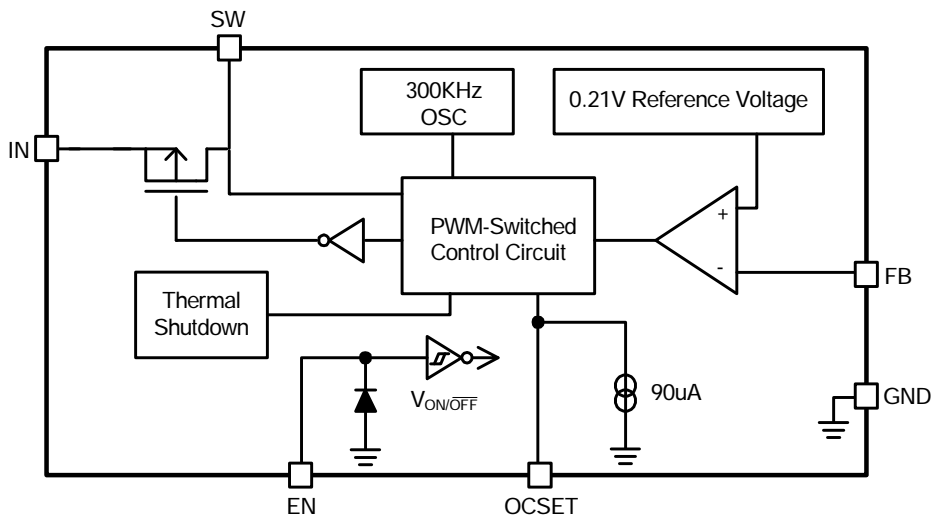 SW
300KHz
OSC
0.21V Reference Voltage
IN
+
PWM-Switched
Control Circuit
-
FB
Thermal
Shutdown
VON/OFF
90uA
GND
EN
OCSET